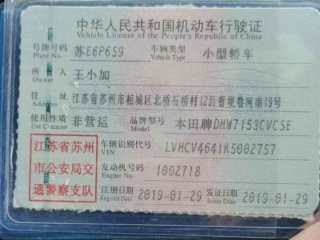 中华人民共和国机动车行驶证
Vehicle License of the People's Republic of China
号牌号码 苏E6P659 车辆类型 小型轿车
Plate No. Vehicle Type
所有人 王小加
Owner
住址 江苏省苏州市相城区北桥石桥村(23)曹埂巷河南19号
Address
使用性质 非营运 品牌型号 本田牌DHW7153CVCSE
Use Character Model
江苏省苏州
市公安局交
通警察支队
车辆识别代号 LVHCV4641K5002757
VIN
发动机号码 1002718
Engine No.
注册日期 2019-01-29 发证日期 2019-01-29
Register Date Issue Date